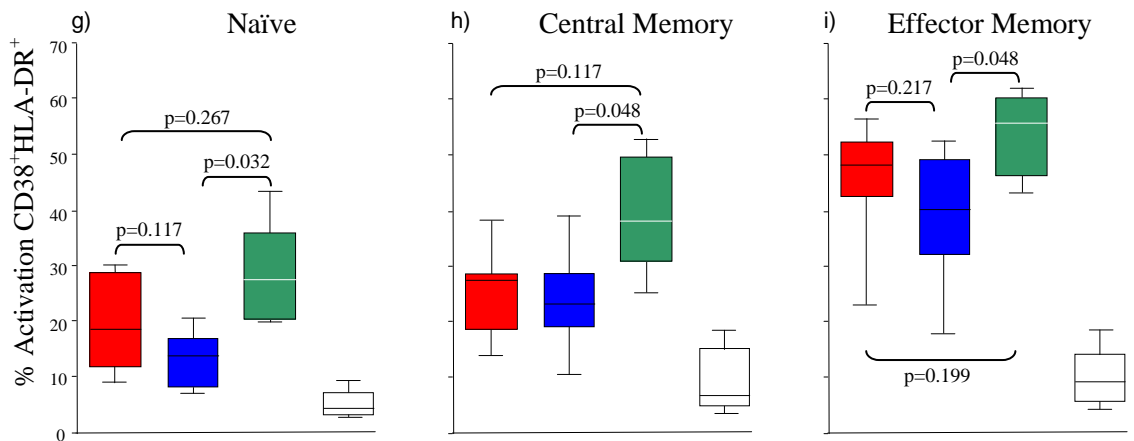 g) Naïve
h) Central Memory
i) Effector Memory
% Activation CD38⁺HLA-DR⁺
70
60
50
40
30
20
10
0
p=0.267
p=0.032
p=0.117
p=0.117
p=0.048
p=0.048
p=0.217
p=0.199